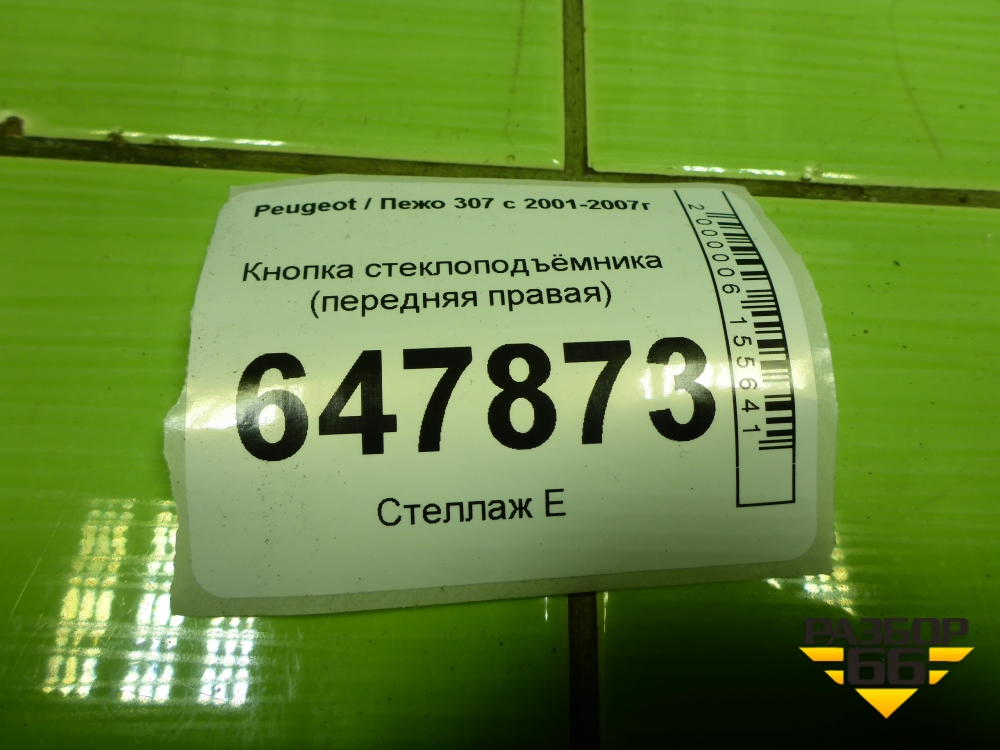 Peugeot / Пежо 307 с 2001-2007г
Кнопка стеклоподъёмника
(передняя правая)
647873
Стеллаж Е
2000006155641
РАЗБОР
66